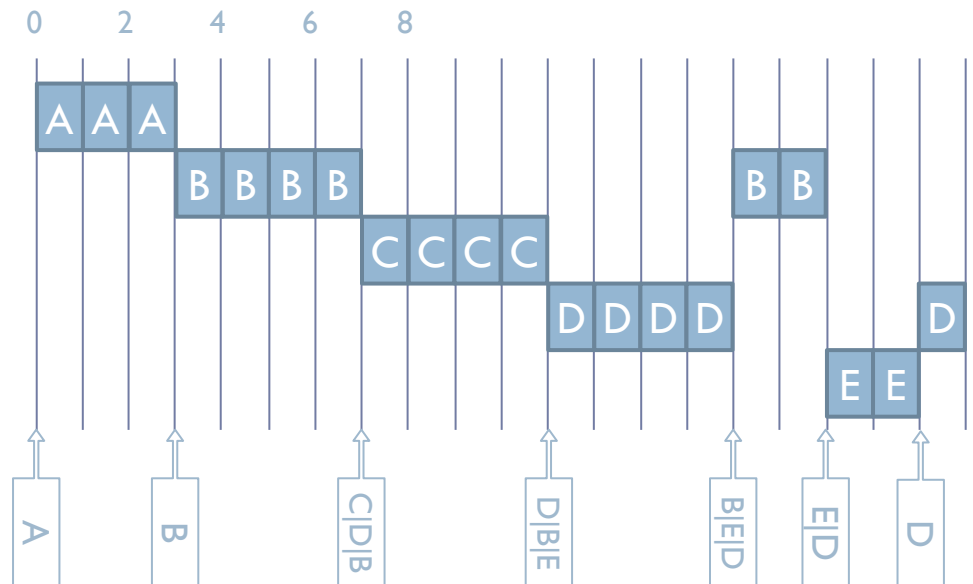 0 2 4 6 8
A A A
B B B B B B
C C C C
D D D D D
E E
A
B
C|D|B
D|B|E
B|E|D
E|D
D